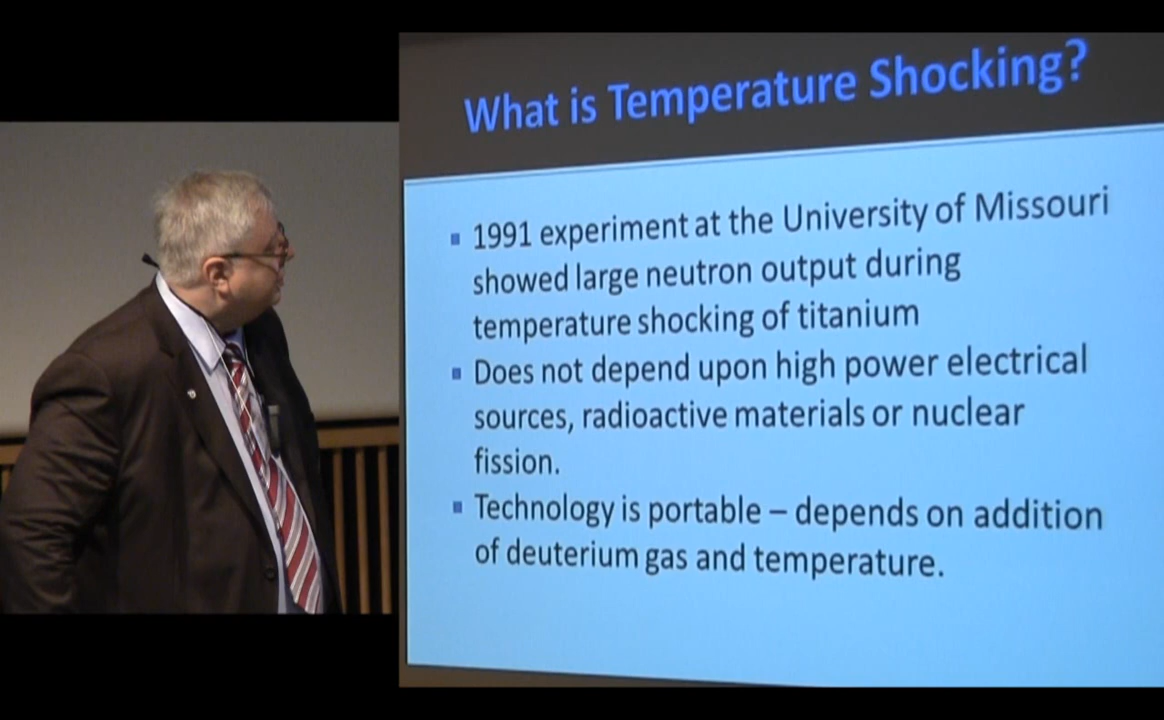 What is Temperature Shocking?
1991 experiment at the University of Missouri
showed large neutron output during
temperature shocking of titanium
Does not depend upon high power electrical
sources, radioactive materials or nuclear
fission.
Technology is portable – depends on addition
of deuterium gas and temperature.